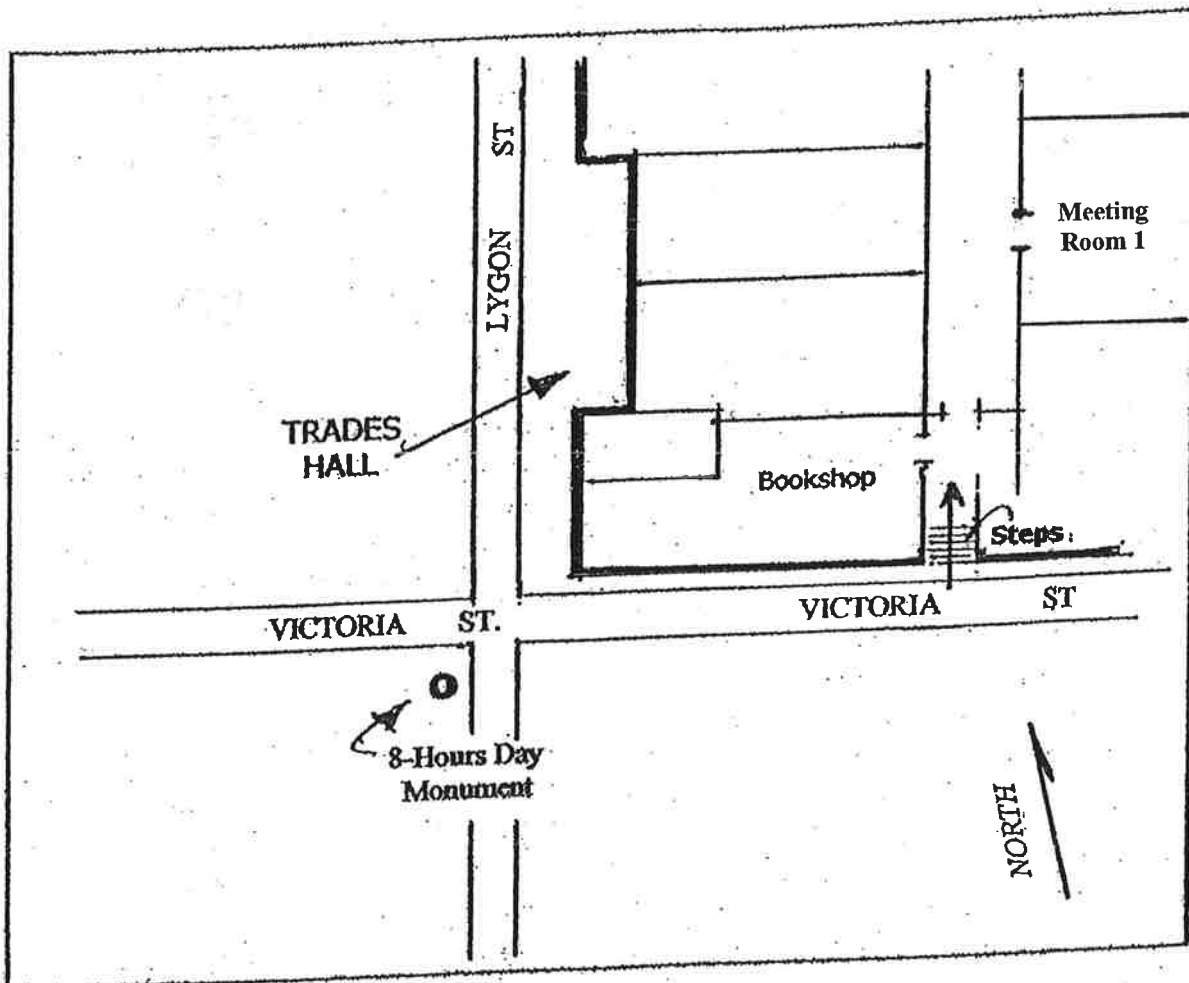 LYGON ST
Meeting
Room 1
TRADES
HALL
Bookshop
Steps:
VICTORIA ST.
VICTORIA ST
8-Hours Day
Monument
NORTH